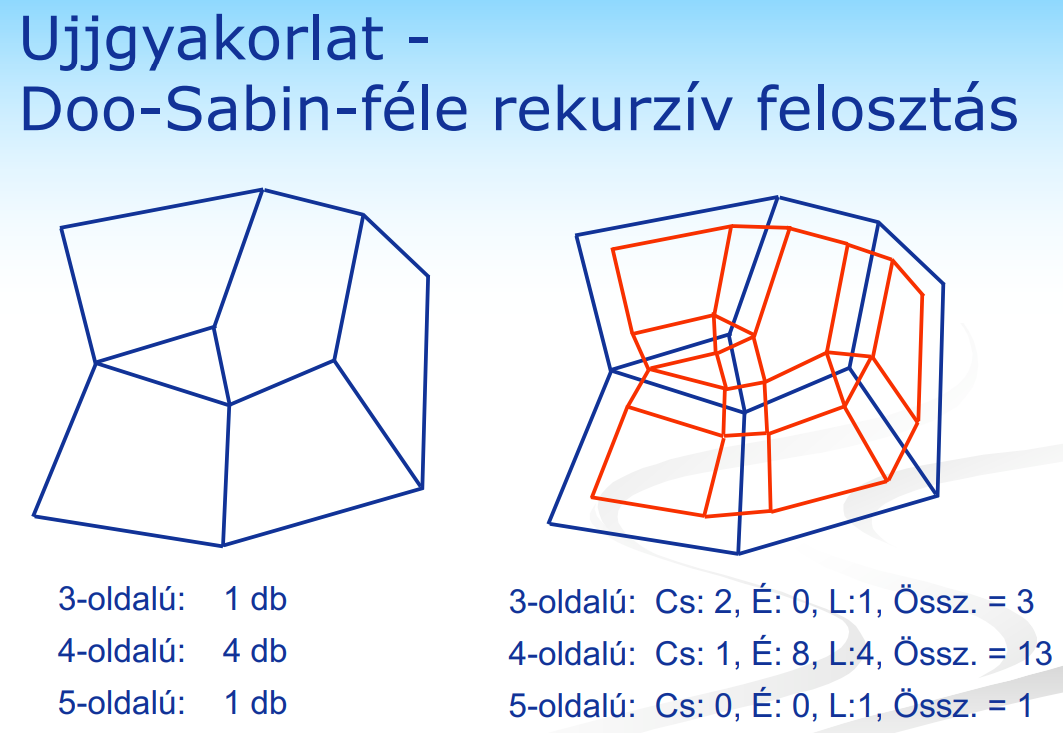 Ujjgyakorlat -
Doo-Sabin-féle rekurzív felosztás
3-oldalú: 1 db
4-oldalú: 4 db
5-oldalú: 1 db
3-oldalú: Cs: 2, É: 0, L:1, Össz. = 3
4-oldalú: Cs: 1, É: 8, L:4, Össz. = 13
5-oldalú: Cs: 0, É: 0, L:1, Össz. = 1